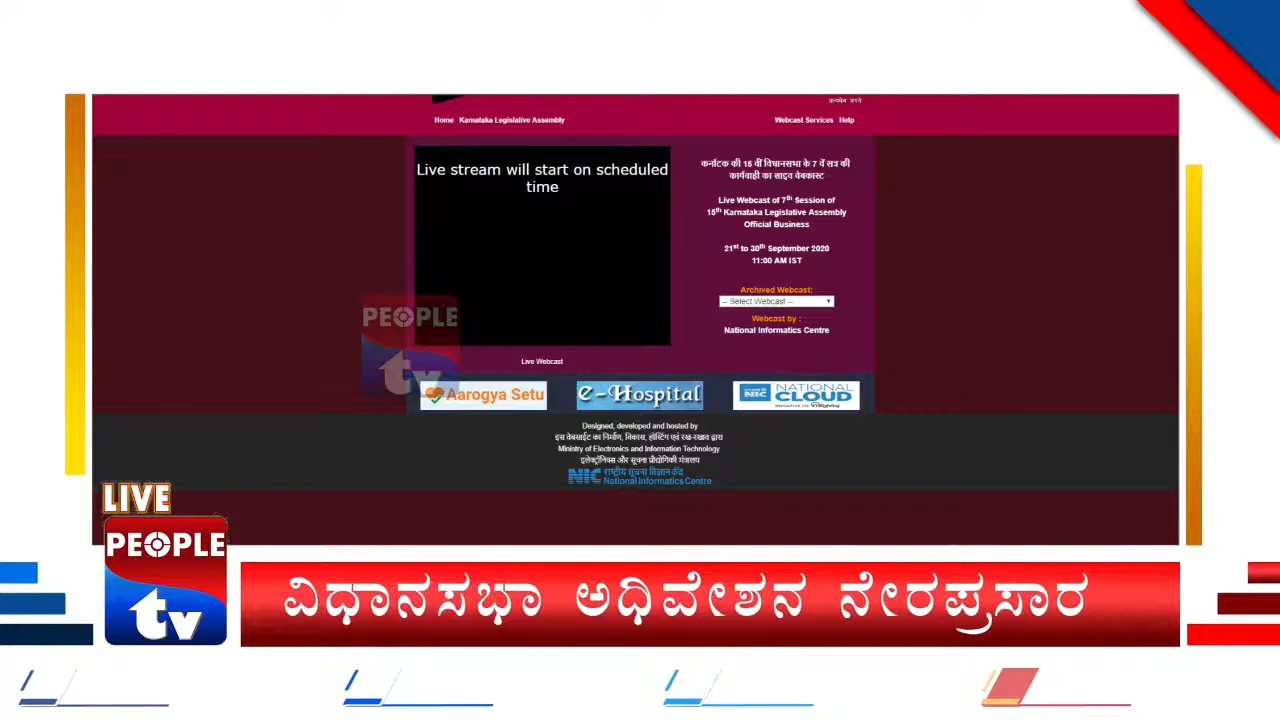 सत्यमेव जयते
Home Karnataka Legislative Assembly
Webcast Services Help
Live stream will start on scheduled
time
कर्नाटक की 15 वीं विधानसभा के 7 वें सत्र की
कार्यवाही का लाइव वेबकास्ट
Live Webcast of 7th Session of
15th Karnataka Legislative Assembly
Official Business
21st to 30th September 2020
11:00 AM IST
Archived Webcast:
-- Select Webcast --
Webcast by :
National Informatics Centre
PEOPLE
tv
Live Webcast
Aarogya Setu
e-Hospital
NIC NATIONAL
CLOUD
Designed, developed and hosted by
इस वेबसाईट का निर्माण, विकास, होस्टिंग एवं रख-रखाव द्वारा
Ministry of Electronics and Information Technology
इलेक्ट्रॉनिक्स और सूचना प्रौद्योगिकी मंत्रालय
NIC राष्ट्रीय सूचना विज्ञान केंद्र
National Informatics Centre
LIVE
PEOPLE
tv
ವಿಧಾನಸಭಾ ಅಧಿವೇಶನ ನೇರಪ್ರಸಾರ